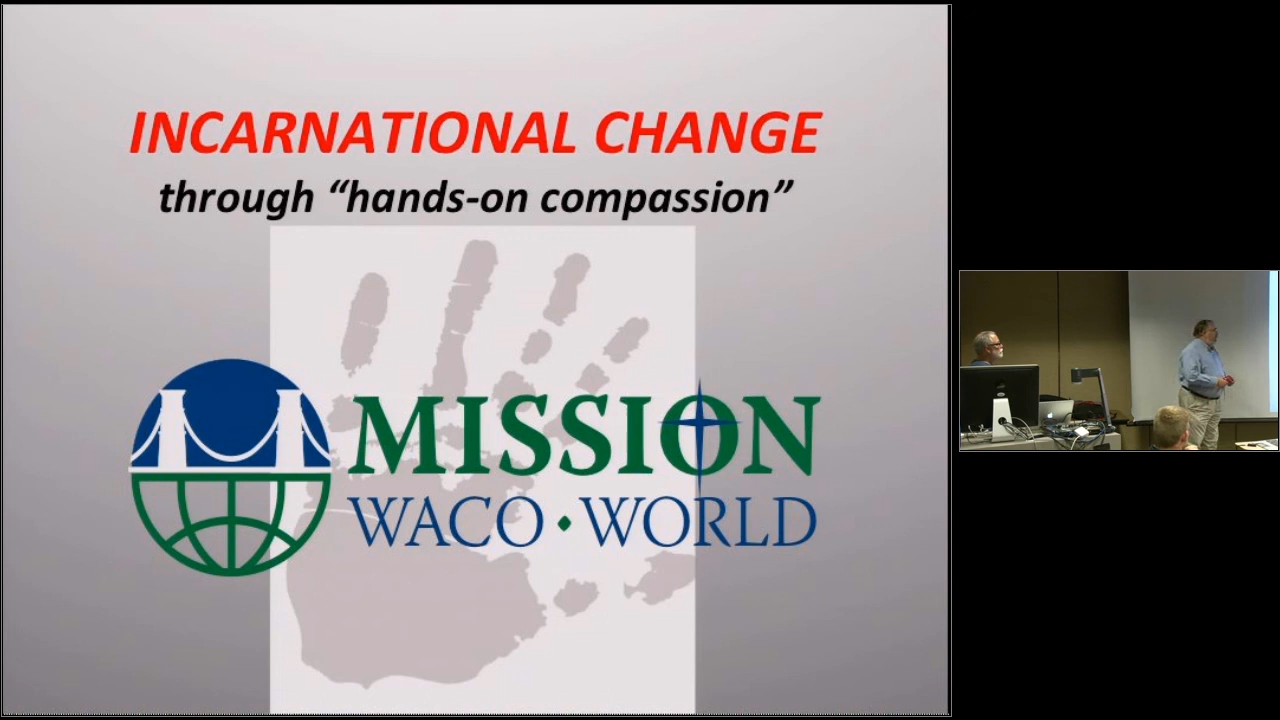 INCARNATIONAL CHANGE
through “hands-on compassion”
MISSION
WACO · WORLD